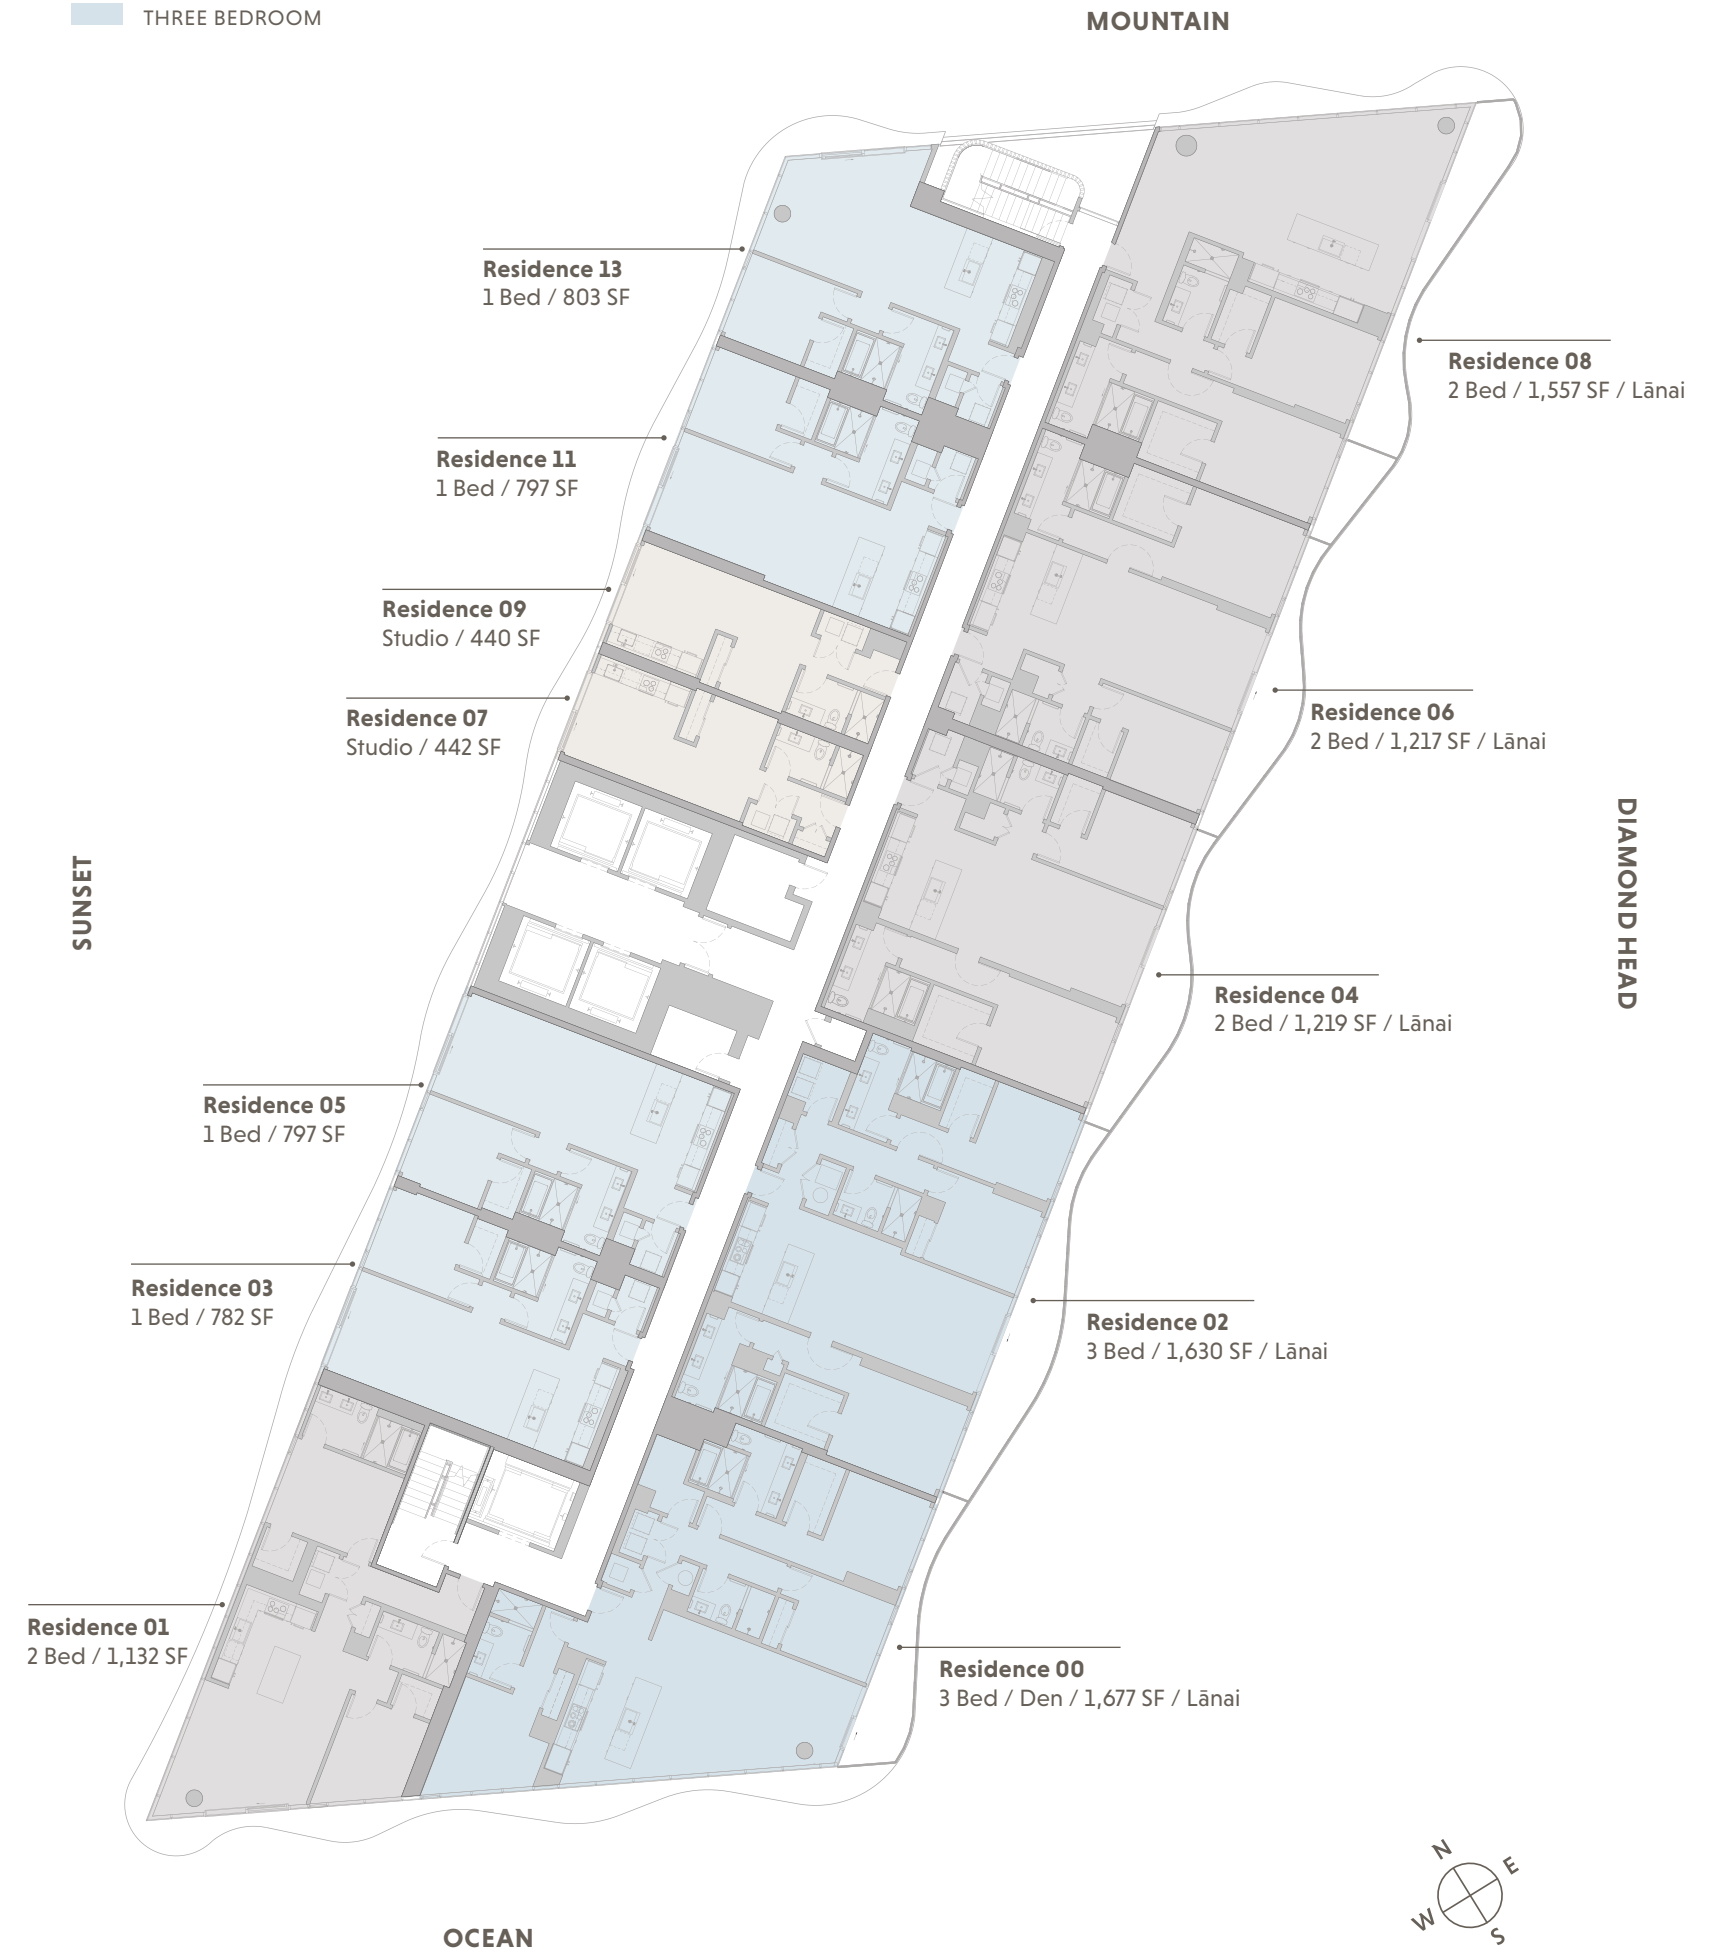 THREE BEDROOM
MOUNTAIN
Residence 13
1 Bed / 803 SF
Residence 08
2 Bed / 1,557 SF / Lānai
Residence 11
1 Bed / 797 SF
Residence 09
Studio / 440 SF
Residence 07
Studio / 442 SF
Residence 06
2 Bed / 1,217 SF / Lānai
SUNSET
DIAMOND HEAD
Residence 04
2 Bed / 1,219 SF / Lānai
Residence 05
1 Bed / 797 SF
Residence 03
1 Bed / 782 SF
Residence 02
3 Bed / 1,630 SF / Lānai
Residence 01
2 Bed / 1,132 SF
Residence 00
3 Bed / Den / 1,677 SF / Lānai
N
E
W
S
OCEAN